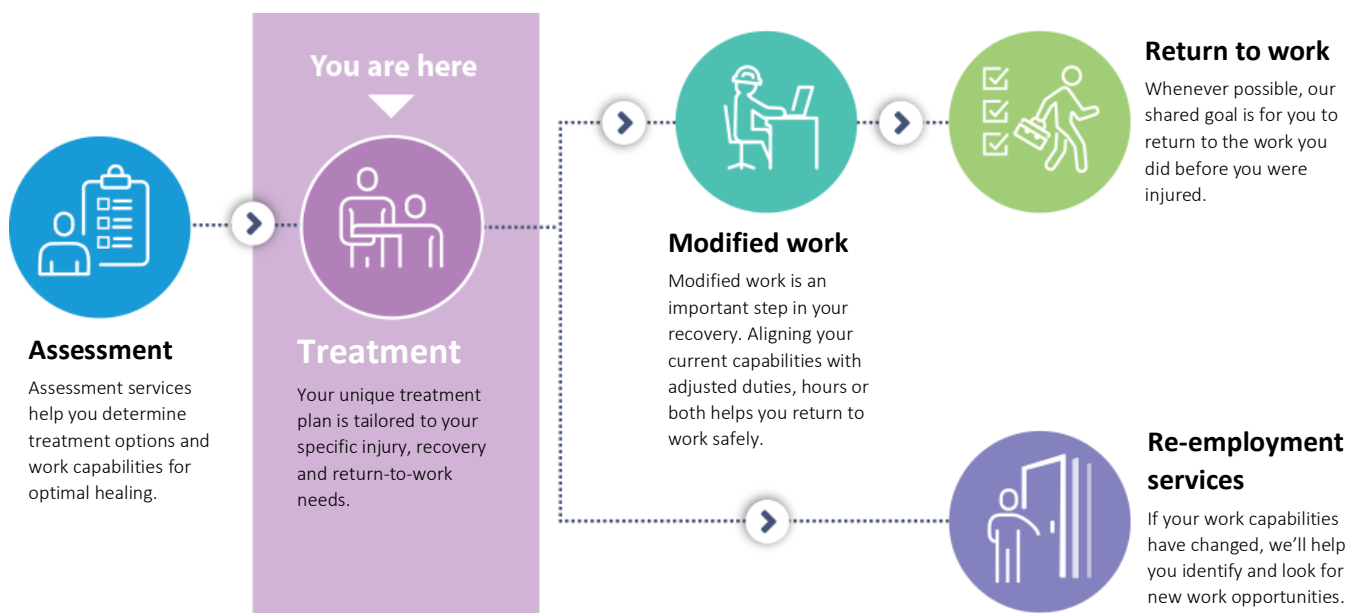 You are here
Assessment
Assessment services
help you determine
treatment options and
work capabilities for
optimal healing.
Treatment
Your unique treatment
plan is tailored to your
specific injury, recovery
and return-to-work
needs.
Modified work
Modified work is an
important step in your
recovery. Aligning your
current capabilities with
adjusted duties, hours or
both helps you return to
work safely.
Return to work
Whenever possible, our
shared goal is for you to
return to the work you
did before you were
injured.
Re-employment
services
If your work capabilities
have changed, we’ll help
you identify and look for
new work opportunities.